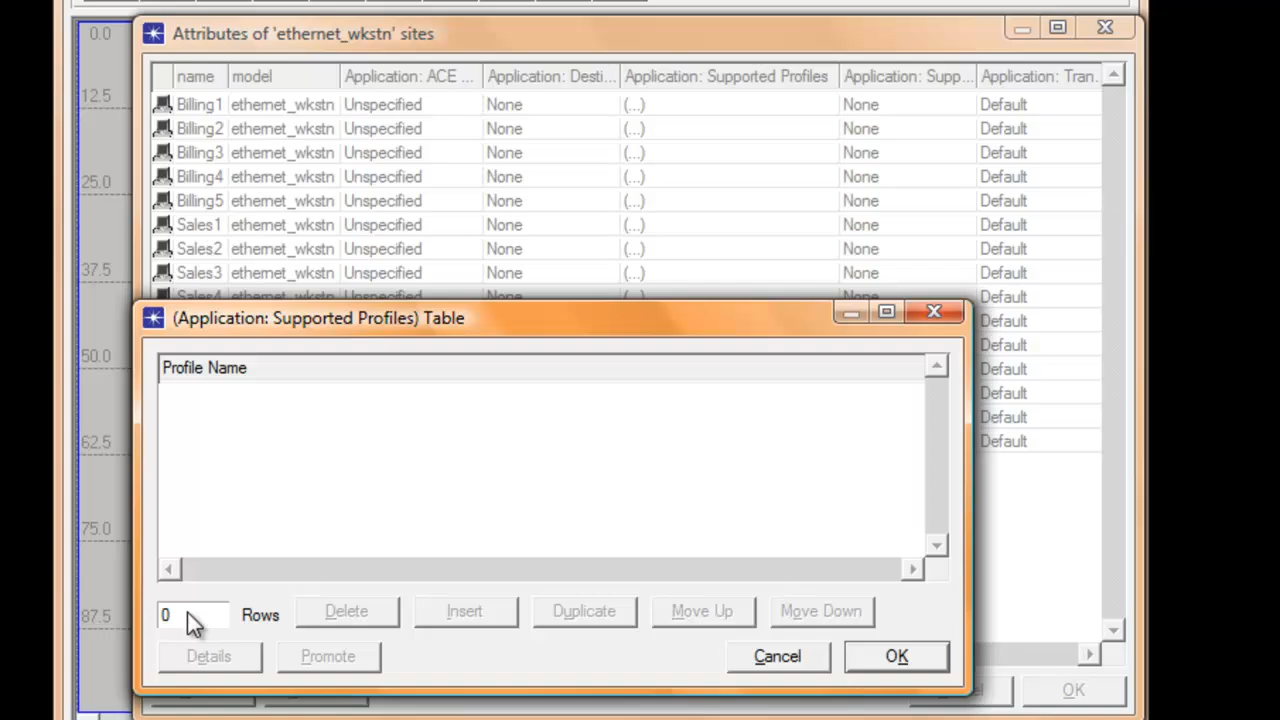 0.0
Attributes of 'ethernet_wkstn' sites
name model Application: ACE ... Application: Desti... Application: Supported Profiles Application: Supp... Application: Tran.
12.5
Billing1 ethernet_wkstn Unspecified None (...) None Default
Billing2 ethernet_wkstn Unspecified None (...) None Default
Billing3 ethernet_wkstn Unspecified None (...) None Default
25.0
Billing4 ethernet_wkstn Unspecified None (...) None Default
Billing5 ethernet_wkstn Unspecified None (...) None Default
Sales1 ethernet_wkstn Unspecified None (...) None Default
Sales2 ethernet_wkstn Unspecified None (...) None Default
37.5
Sales3 ethernet_wkstn Unspecified None (...) None Default
Sales4 ethernet_wkstn Unspecified None (...) None Default
(Application: Supported Profiles) Table
Default
Default
50.0
Profile Name
Default
Default
Default
62.5
Default
75.0
87.5
0 Rows Delete Insert Duplicate Move Up Move Down
Details Promote Cancel OK
OK